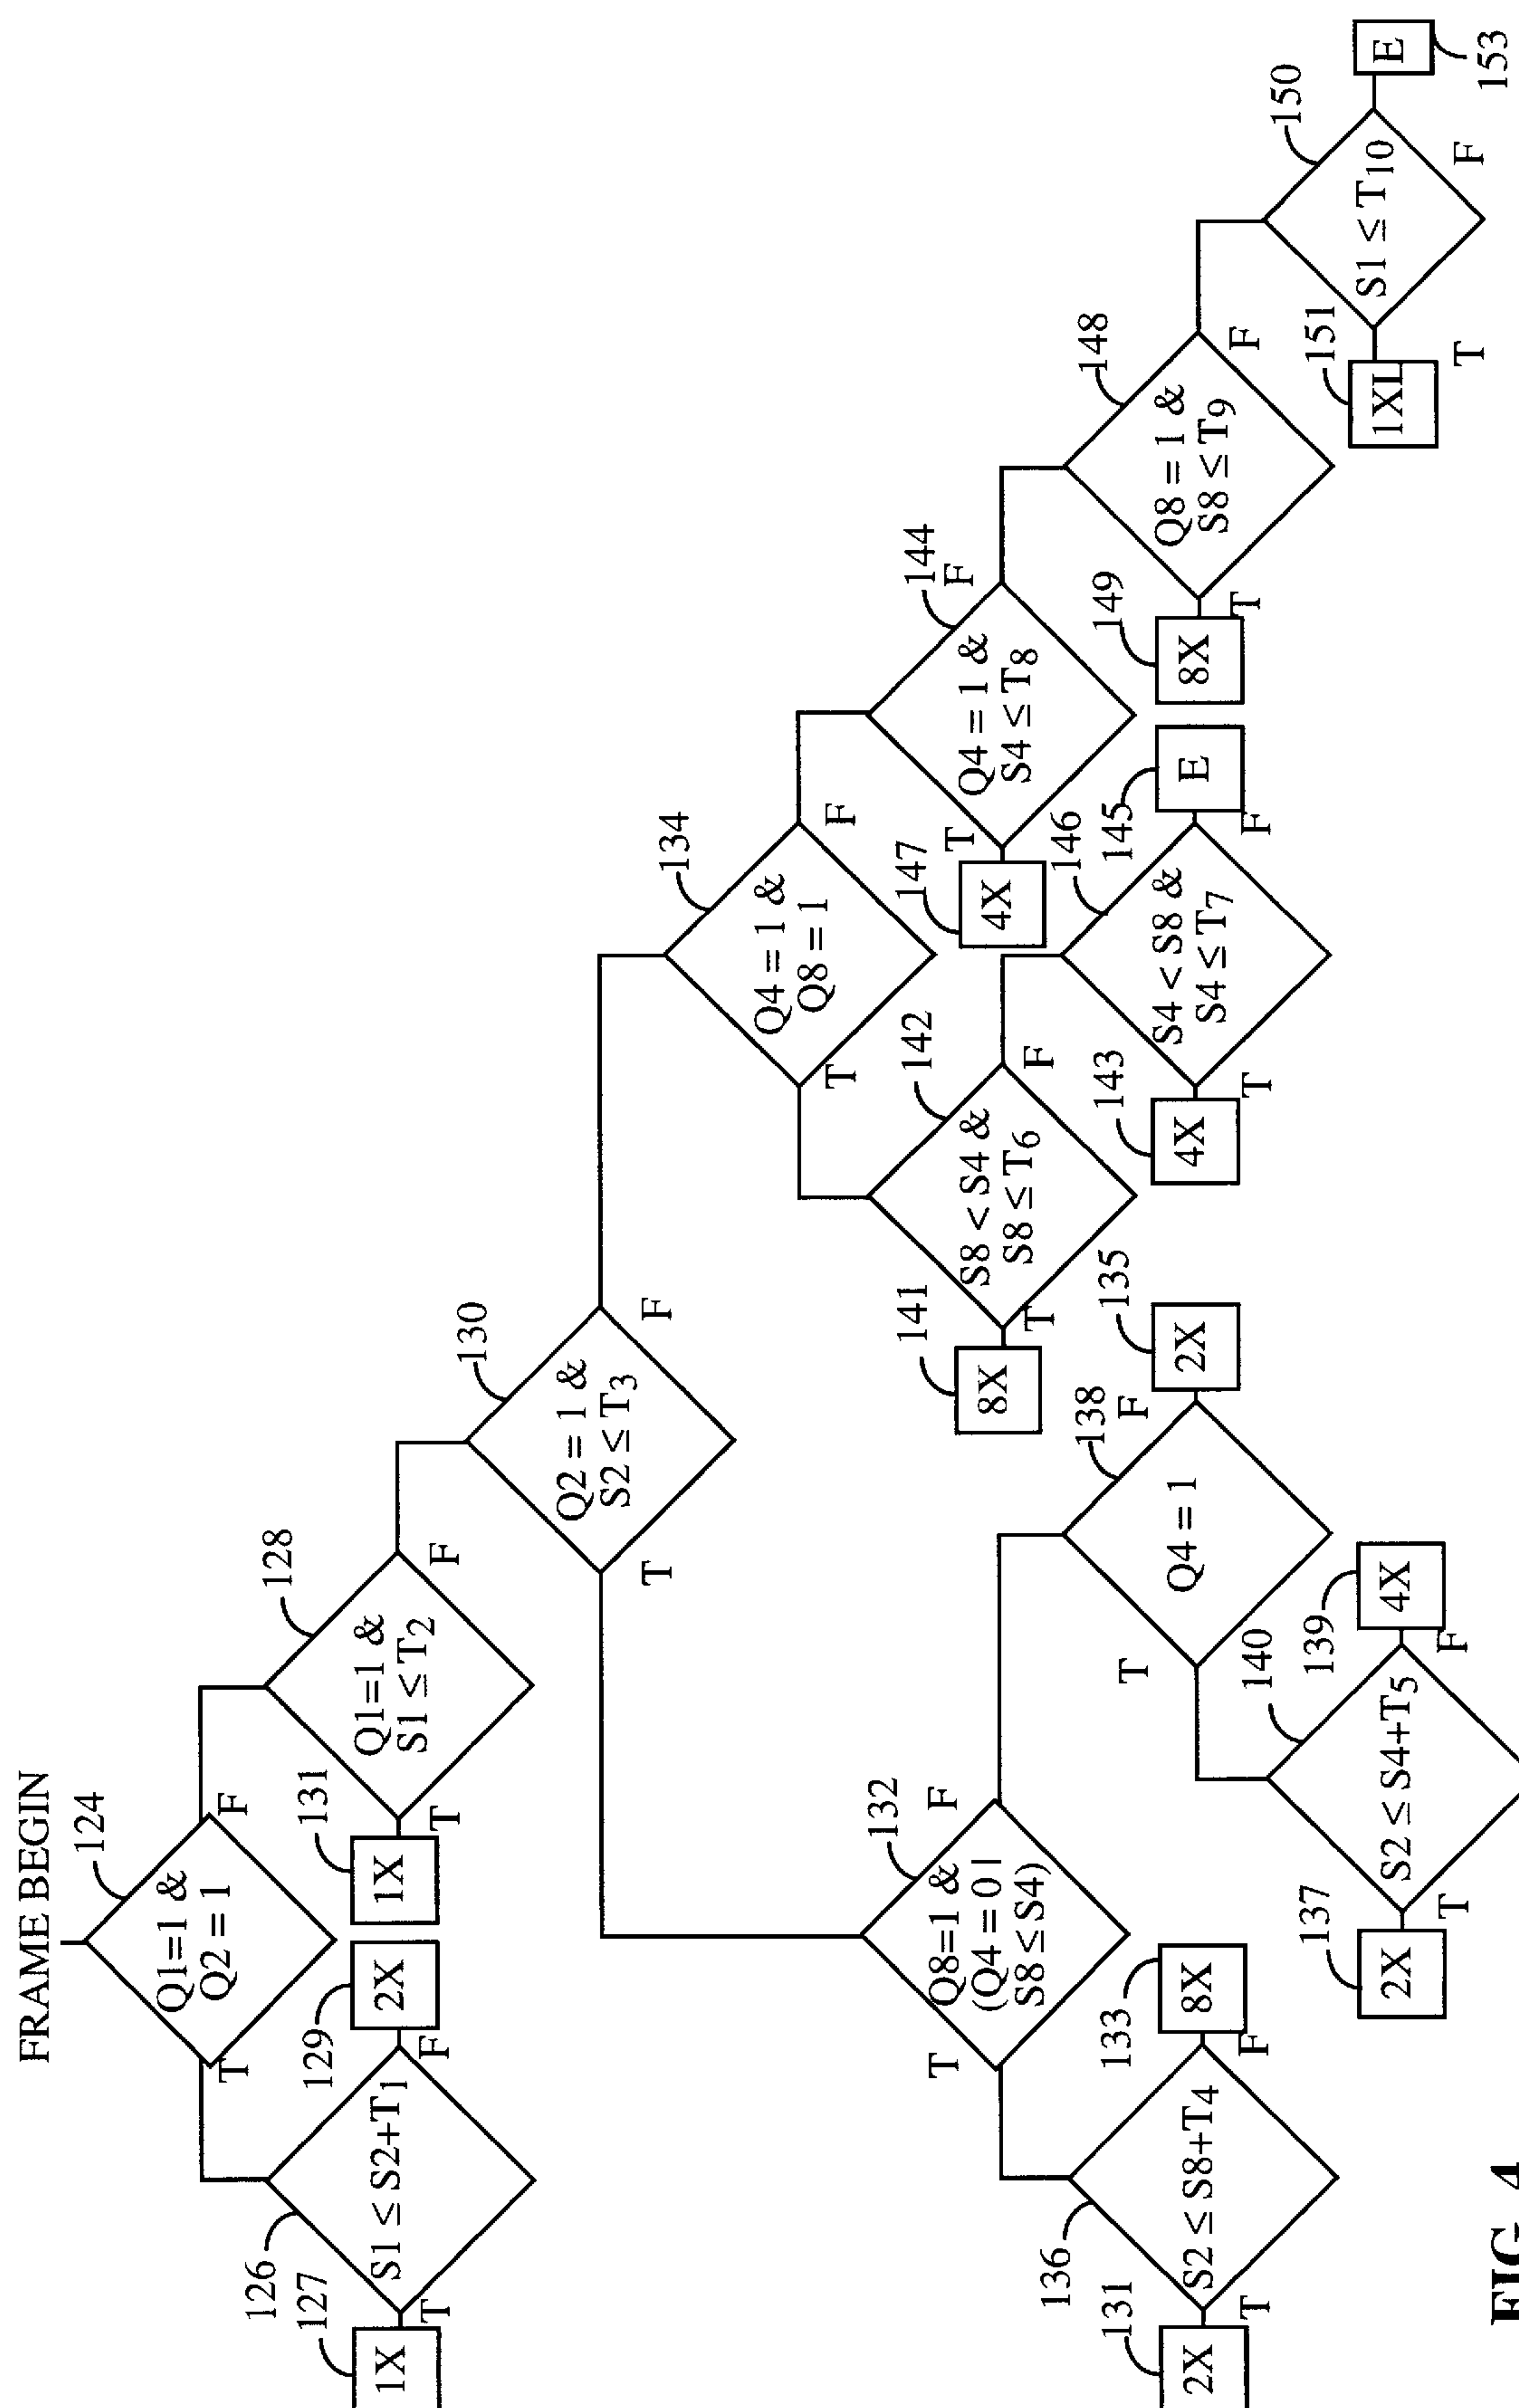 FRAME BEGIN
124
Q1=1 &
Q2 = 1
T
F
126
S1 ≤ S2+T1
127
1X
T
129
2X
F
128
Q1=1 &
S1 ≤ T2
131
1X
T
F
130
Q2 = 1 &
S2 ≤ T3
T
F
132
Q8=1 &
(Q4 = 0 |
S8 ≤ S4)
T
F
136
S2 ≤ S8+T4
131
2X
T
133
8X
F
138
Q4 = 1
T
F
135
2X
140
S2 ≤ S4+T5
137
2X
T
139
4X
F
134
Q4 = 1 &
Q8 = 1
T
F
142
S8 < S4 &
S8 ≤ T6
141
8X
T
F
146
S4 < S8 &
S4 ≤ T7
143
4X
T
145
E
F
144
Q4 = 1 &
S4 ≤ T8
147
4X
T
F
148
Q8 = 1 &
S8 ≤ T9
149
8X
T
F
150
S1 ≤ T10
151
1XL
T
F
153
E
FIG. 4